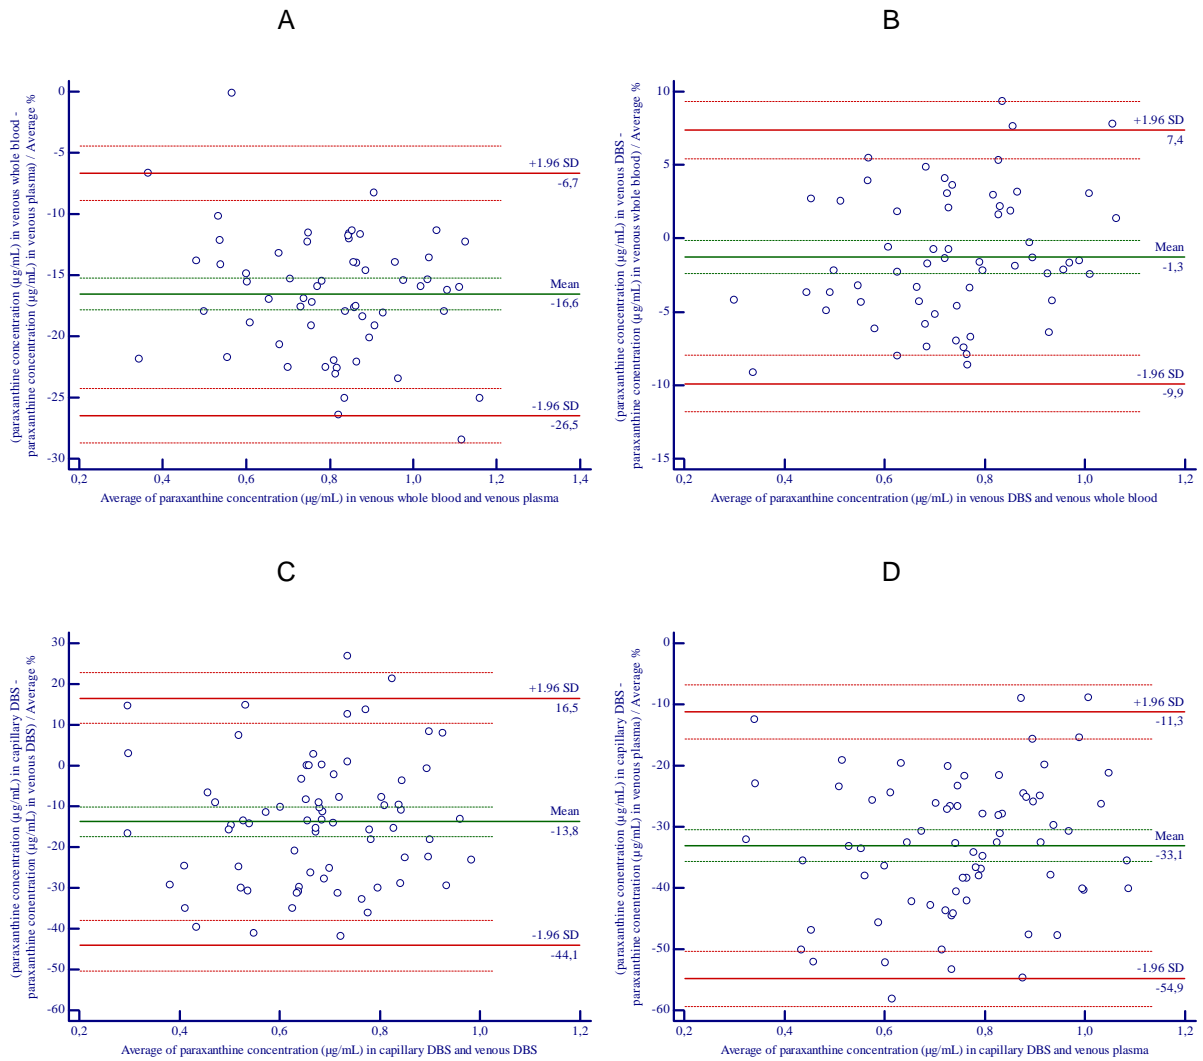 A
(paraxanthine concentration (µg/mL) in venous whole blood -
paraxanthine conentration (µg/mL) in venous plasma) / Average %
0
-5
-10
-15
-20
-25
-30
+1.96 SD
-6,7
Mean
-16,6
-1.96 SD
-26,5
0,2
0,4
0,6
0,8
1,0
1,2
1,4
Average of paraxanthine concentration (µg/mL) in venous whole blood and venous plasma
B
(paraxanthine concentration (µg/mL) in venous DBS -
paraxanthine conentration (µg/mL) in venous whole blood) / Average %
10
5
0
-5
-10
-15
+1.96 SD
7,4
Mean
-1,3
-1.96 SD
-9,9
0,2
0,4
0,6
0,8
1,0
1,2
Average of paraxanthine concentration (µg/mL) in venous DBS and venous whole blood
C
(paraxanthine concentration (µg/mL) in capillary DBS -
paraxanthine conentration (µg/mL) in venous DBS) / Average %
30
20
10
0
-10
-20
-30
-40
-50
-60
+1.96 SD
16,5
Mean
-13,8
-1.96 SD
-44,1
0,2
0,4
0,6
0,8
1,0
1,2
Average of paraxanthine concentration (µg/mL) in capillary DBS and venous DBS
D
(paraxanthine concentration (µg/mL) in capillary DBS -
paraxanthine conentration (µg/mL) in venous plasma) / Average %
0
-10
-20
-30
-40
-50
-60
+1.96 SD
-11,3
Mean
-33,1
-1.96 SD
-54,9
0,2
0,4
0,6
0,8
1,0
1,2
Average of paraxanthine concentration (µg/mL) in capillary DBS and venous plasma